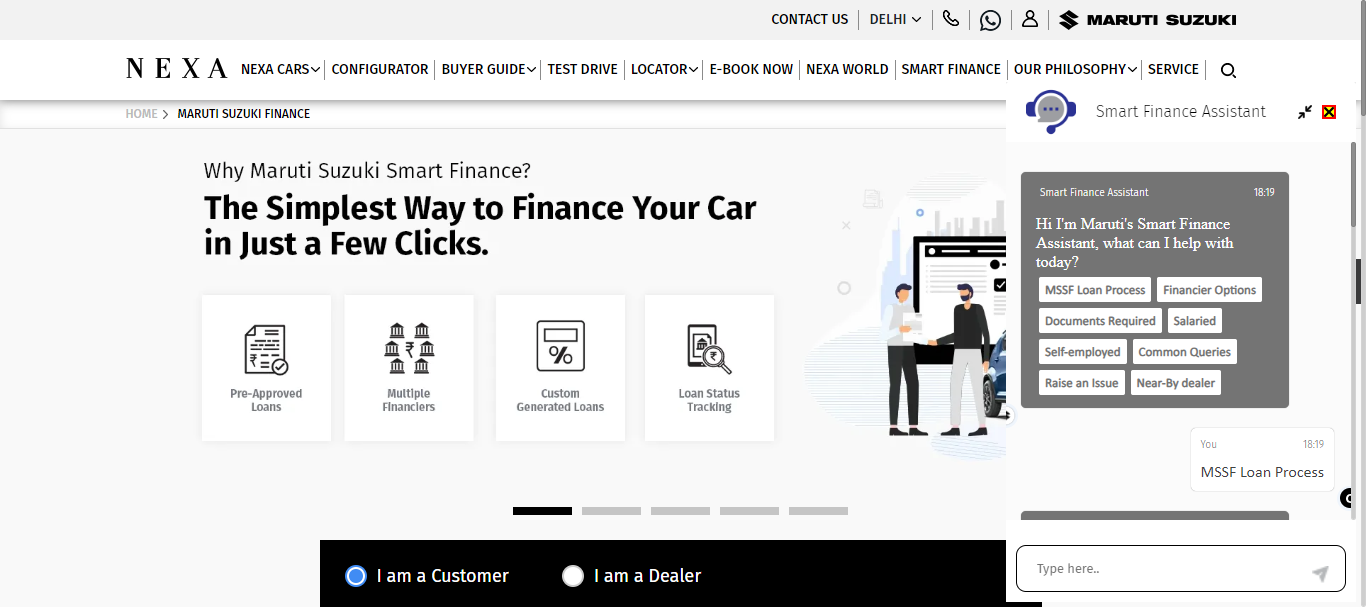 CONTACT US
DELHI
MARUTI SUZUKI
NEXA
NEXA CARS
CONFIGURATOR
BUYER GUIDE
TEST DRIVE
LOCATOR
E-BOOK NOW
NEXA WORLD
SMART FINANCE
OUR PHILOSOPHY
SERVICE
HOME
MARUTI SUZUKI FINANCE
Why Maruti Suzuki Smart Finance?
The Simplest Way to Finance Your Car
in Just a Few Clicks.
Pre-Approved
Loans
Multiple
Financiers
Custom
Generated Loans
Loan Status
Tracking
I am a Customer
I am a Dealer
Smart Finance Assistant
Smart Finance Assistant
18:19
Hi I'm Maruti's Smart Finance
Assistant, what can I help with
today?
MSSF Loan Process
Financier Options
Documents Required
Salaried
Self-employed
Common Queries
Raise an Issue
Near-By dealer
You
18:19
MSSF Loan Process
Type here..